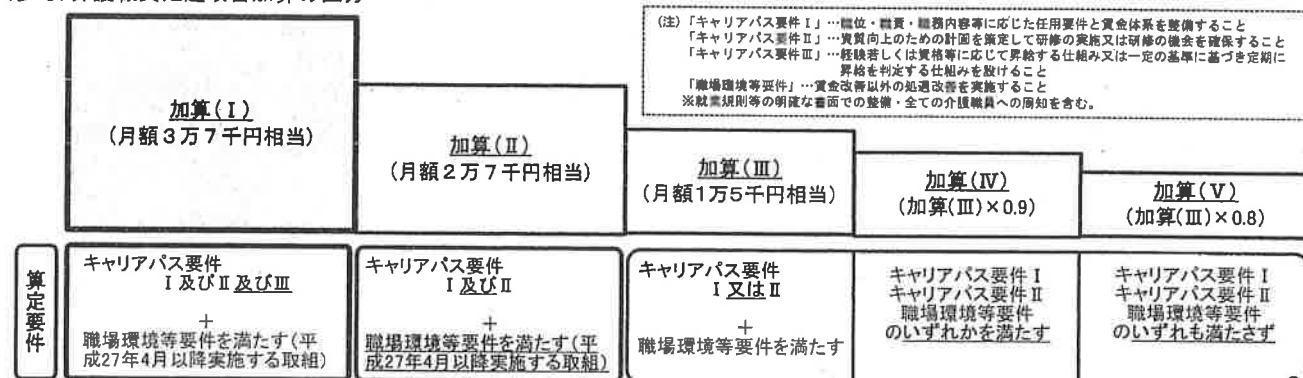 (注)「キャリアパス要件Ⅰ」…職位・職責・職務内容等に応じた任用要件と賃金体系を整備すること
「キャリアパス要件Ⅱ」…資質向上のための計画を策定して研修の実施又は研修の機会を確保すること
「キャリアパス要件Ⅲ」…経験若しくは資格等に応じて昇給する仕組み又は一定の基準に基づき定期に
昇給を判定する仕組みを設けること
「職場環境等要件」…賃金改善以外の処遇改善を実施すること
※就業規則等の明確な書面での整備・全ての介護職員への周知を含む。
加算(Ⅰ)
(月額3万7千円相当)
加算(Ⅱ)
(月額2万7千円相当)
加算(Ⅲ)
(月額1万5千円相当)
加算(Ⅳ)
(加算(Ⅲ)×0.9)
加算(Ⅴ)
(加算(Ⅲ)×0.8)
算定要件
キャリアパス要件
Ⅰ及びⅡ及びⅢ
+
職場環境等要件を満たす(平
成27年4月以降実施する取組)
キャリアパス要件
Ⅰ及びⅡ
+
職場環境等要件を満たす(平
成27年4月以降実施する取組)
キャリアパス要件
Ⅰ又はⅡ
+
職場環境等要件を満たす
キャリアパス要件Ⅰ
キャリアパス要件Ⅱ
職場環境等要件
のいずれかを満たす
キャリアパス要件Ⅰ
キャリアパス要件Ⅱ
職場環境等要件
のいずれも満たさず